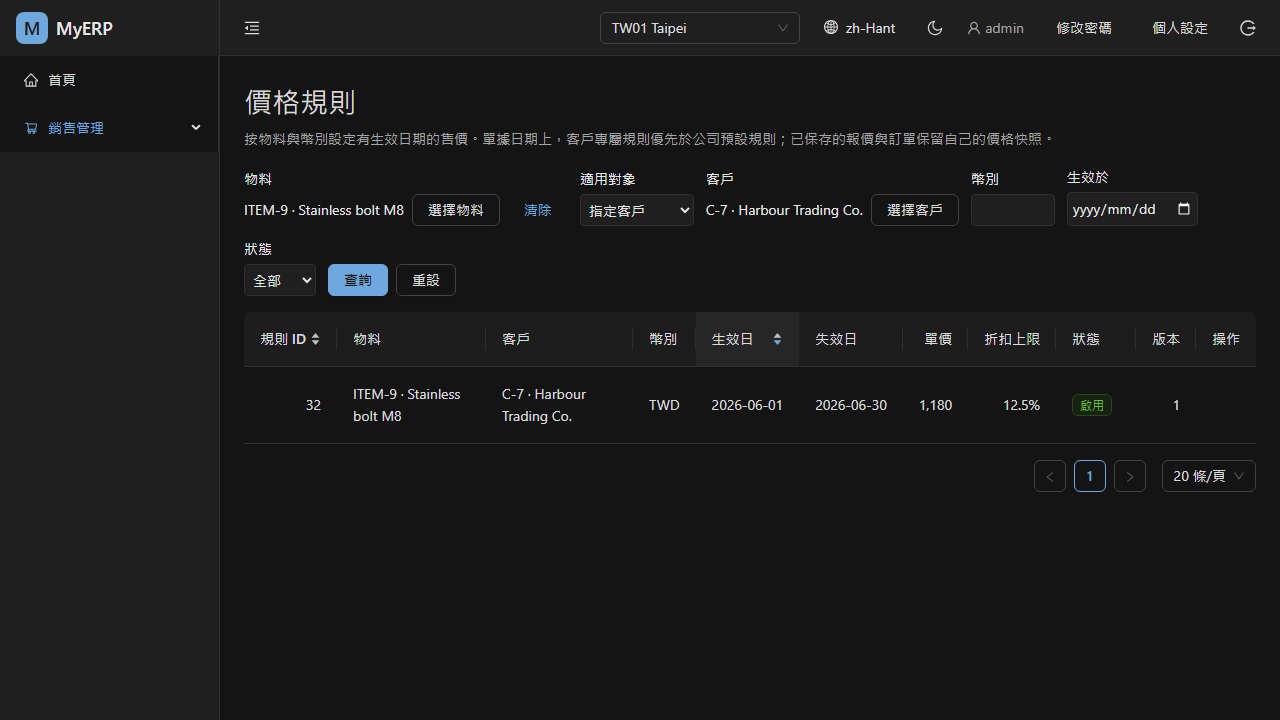 M MyERP
TW01 Taipei
zh-Hant
admin
修改密碼
個人設定
首頁
銷售管理
價格規則
按物料與幣別設定有生效日期的售價。單據日期上，客戶專屬規則優先於公司預設規則；已保存的報價與訂單保留自己的價格快照。
物料
ITEM-9 · Stainless bolt M8 選擇物料 清除
適用對象
指定客戶
客戶
C-7 · Harbour Trading Co. 選擇客戶
幣別
生效於
yyyy/mm/dd
狀態
全部 查詢 重設
規則 ID 物料 客戶 幣別 生效日 失效日 單價 折扣上限 狀態 版本 操作
32 ITEM-9 · Stainless bolt M8 C-7 · Harbour Trading Co. TWD 2026-06-01 2026-06-30 1,180 12.5% 啟用 1
1 20 條/頁